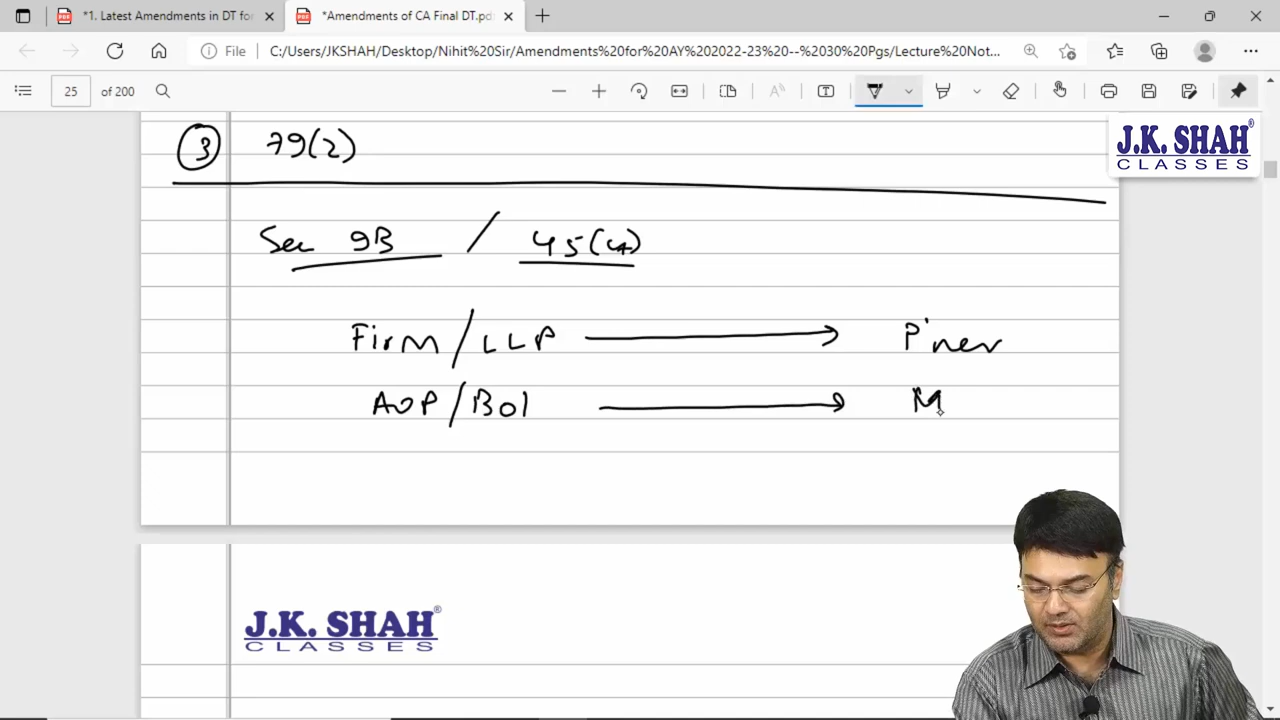 *1. Latest Amendments in DT for
*Amendments of CA Final DT.pd
File C:/Users/JKSHAH/Desktop/Nihit%20Sir/Amendments%20for%20AY%202022-23%20--%2030%20Pgs/Lecture%20Not...
25 of 200
J.K. SHAH®
CLASSES
3 79(2)
Sec 9B / 45(4)
Firm/LLP → P'ner
AOP/BOI → M
J.K. SHAH®
CLASSES